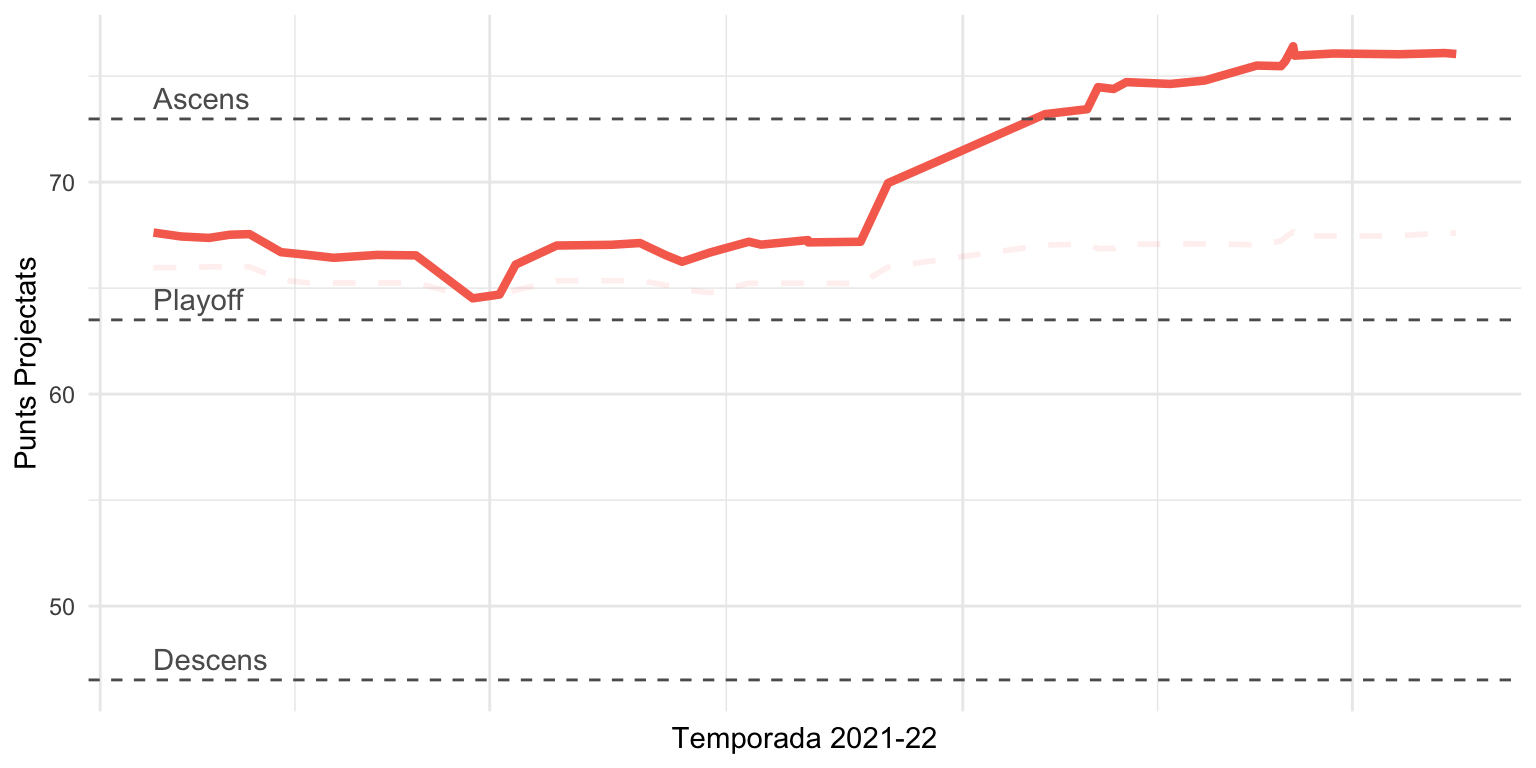 Ascens
70
Playoff
60
50
Descens
Punts Projectats
Temporada 2021-22